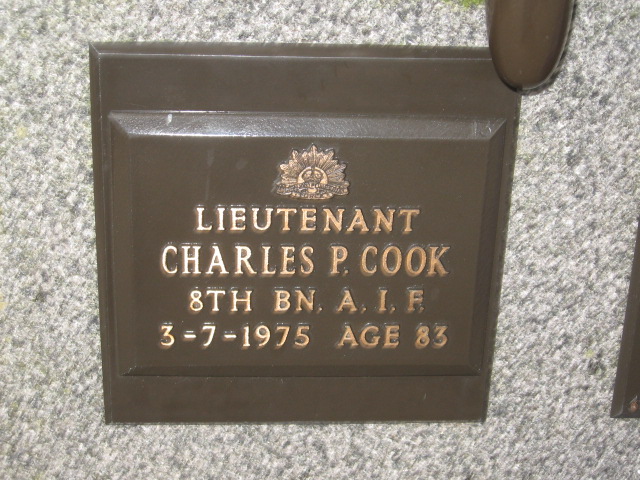 LIEUTENANT
CHARLES P. COOK
8TH BN. A. I. F.
3-7-1975 AGE 83